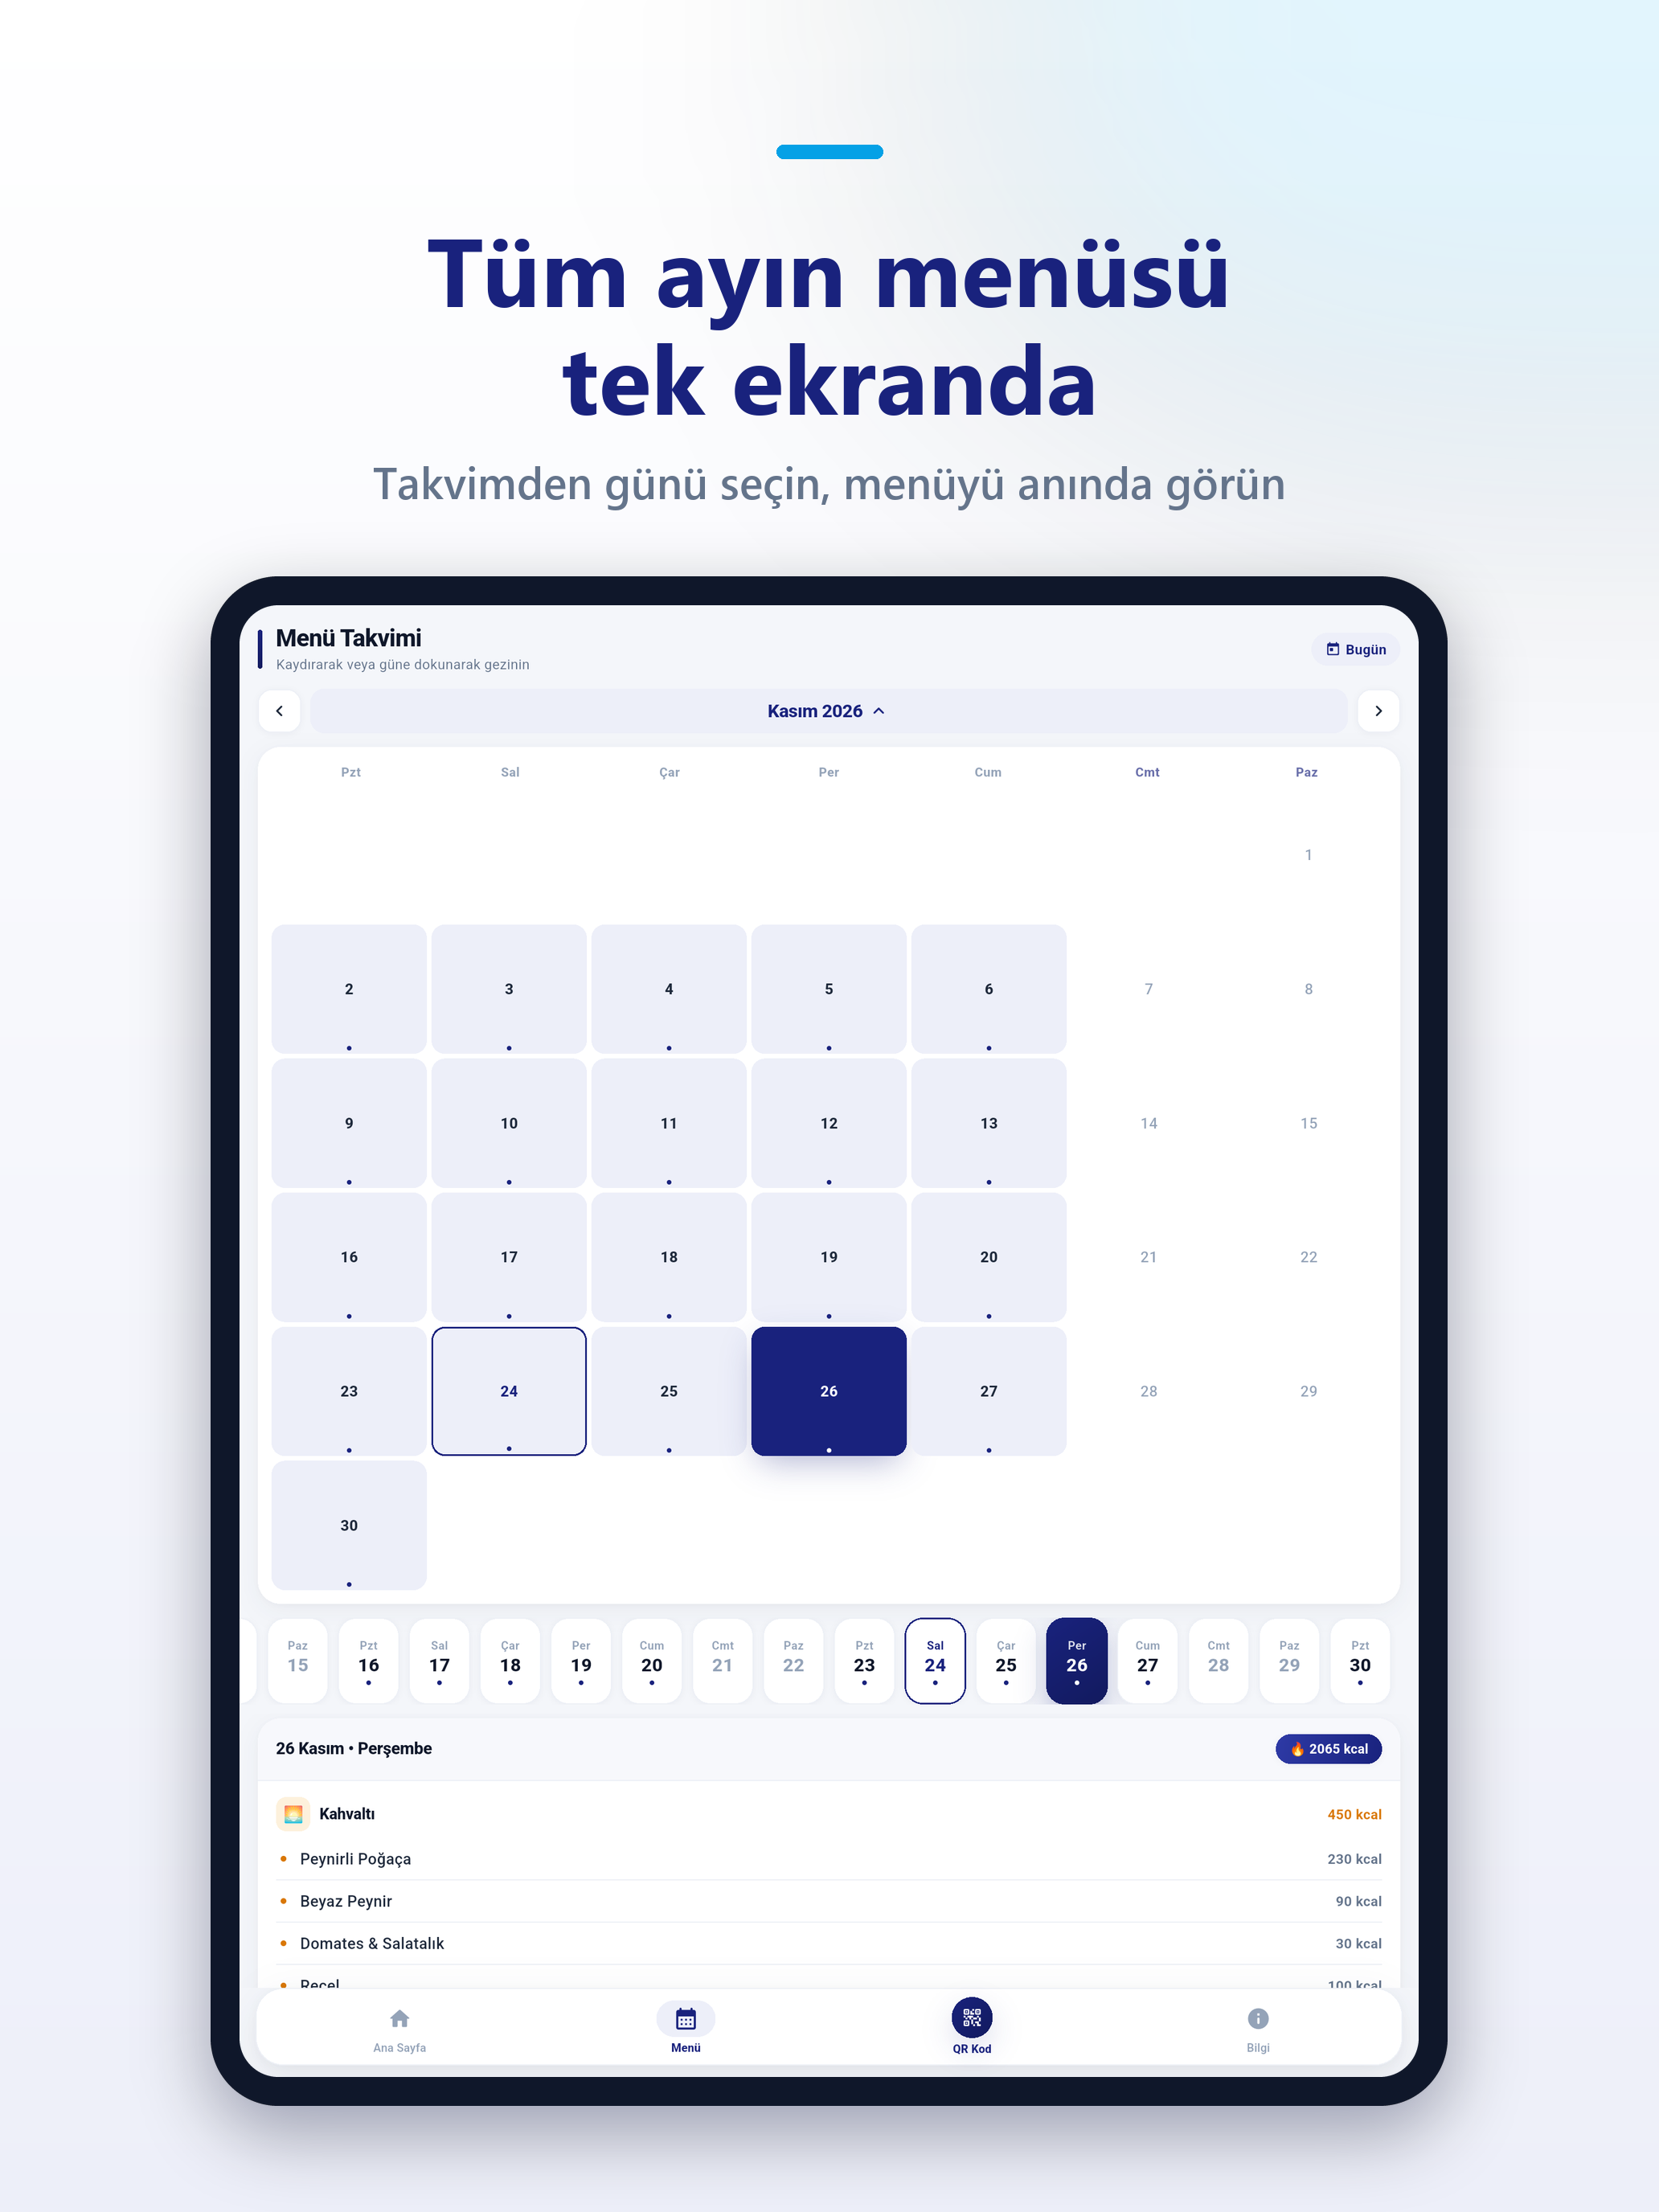 Tüm ayın menüsü
tek ekranda
Takvimden günü seçin, menüyü anında görün
Menü Takvimi
Kaydırarak veya güne dokunarak gezinin
Bugün
Kasım 2026
Pzt Sal Çar Per Cum Cmt Paz
1
2 3 4 5 6 7 8
9 10 11 12 13 14 15
16 17 18 19 20 21 22
23 24 25 26 27 28 29
30
Paz Pzt Sal Çar Per Cum Cmt Paz Pzt Sal Çar Per Cum Cmt Paz Pzt
15 16 17 18 19 20 21 22 23 24 25 26 27 28 29 30
26 Kasım • Perşembe 2065 kcal
Kahvaltı 450 kcal
Peynirli Poğaça 230 kcal
Beyaz Peynir 90 kcal
Domates & Salatalık 30 kcal
Reçel 100 kcal
Ana Sayfa Menü QR Kod Bilgi